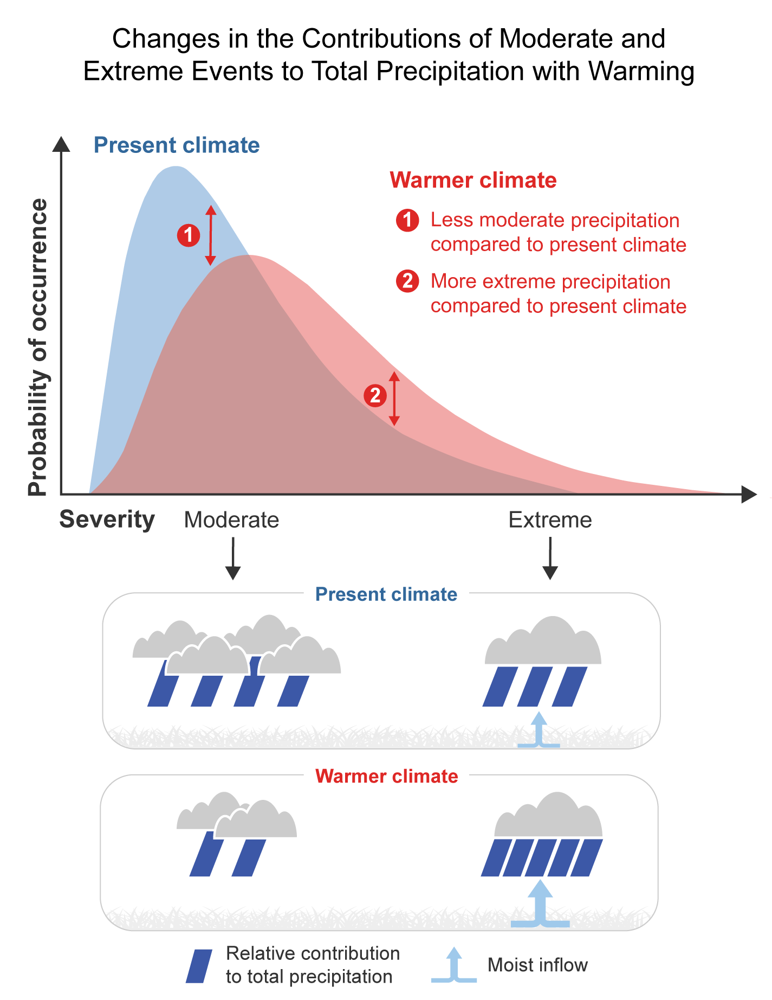 Changes in the Contributions of Moderate and
Extreme Events to Total Precipitation with Warming
Present climate
Warmer climate
1 Less moderate precipitation
compared to present climate
2 More extreme precipitation
compared to present climate
1
2
Probability of occurrence
Severity Moderate Extreme
Present climate
Warmer climate
Relative contribution
to total precipitation
Moist inflow